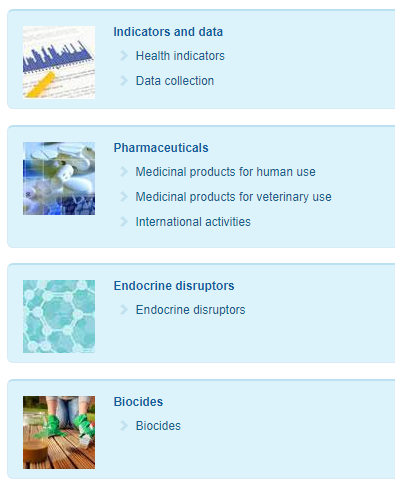 Indicators and data
Health indicators
Data collection
Pharmaceuticals
Medicinal products for human use
Medicinal products for veterinary use
International activities
Endocrine disruptors
Endocrine disruptors
Biocides
Biocides